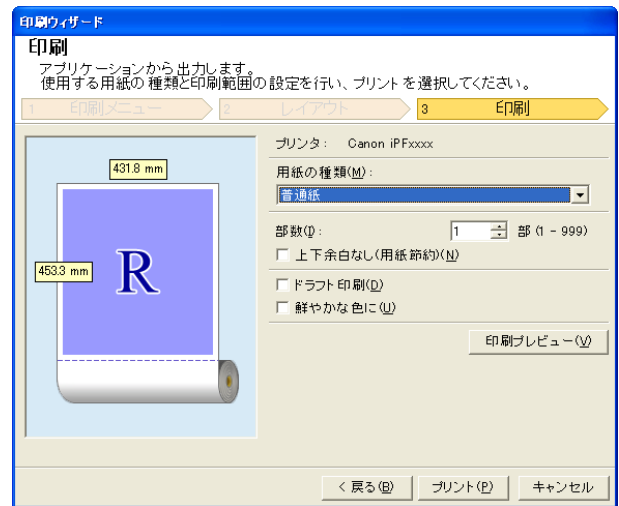 印刷ウィザード
印刷
アプリケーションから出力します。
使用する用紙の種類と印刷範囲の設定を行い、プリントを選択してください。
1 印刷メニュー 2 レイアウト 3 印刷
プリンタ： Canon iPFxxxx
431.8 mm
用紙の種類(M)：
普通紙
部数(I)：
1 部 (1 - 999)
上下余白なし(用紙節約)(N)
453.3 mm
R
ドラフト印刷(D)
鮮やかな色に(U)
印刷プレビュー(V)
< 戻る(B) プリント(P) キャンセル